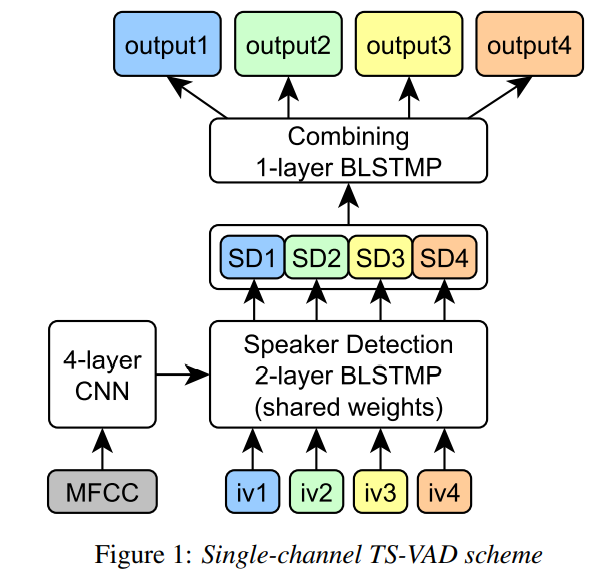 output1 output2 output3 output4
Combining
1-layer BLSTMP
SD1 SD2 SD3 SD4
4-layer
CNN
Speaker Detection
2-layer BLSTMP
(shared weights)
MFCC
iv1 iv2 iv3 iv4
Figure 1: Single-channel TS-VAD scheme